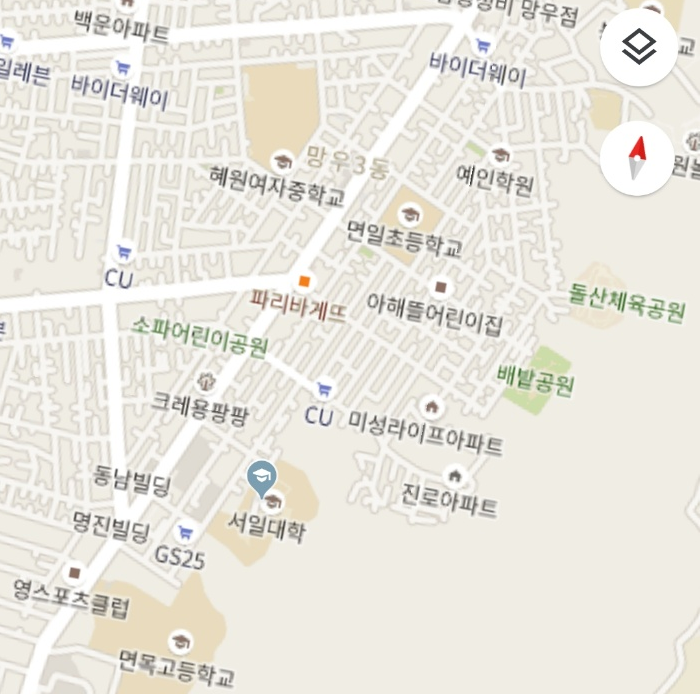 망우점
백운아파트
바이더웨이
일레븐
바이더웨이
망우3동
예인학원
혜원여자중학교
면일초등학교
CU
돌산체육공원
파리바게뜨
아해뜰어린이집
소파어린이공원
배밭공원
크레용팡팡
CU
미성라이프아파트
동남빌딩
진로아파트
명진빌딩
서일대학
GS25
영스포츠클럽
면목고등학교